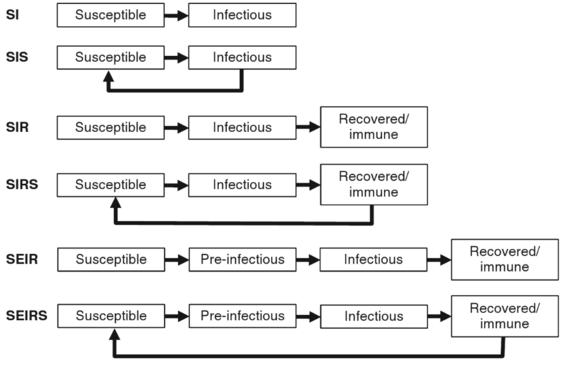 SI Susceptible Infectious
SIS Susceptible Infectious
SIR Susceptible Infectious Recovered/
immune
SIRS Susceptible Infectious Recovered/
immune
SEIR Susceptible Pre-infectious Infectious Recovered/
immune
SEIRS Susceptible Pre-infectious Infectious Recovered/
immune